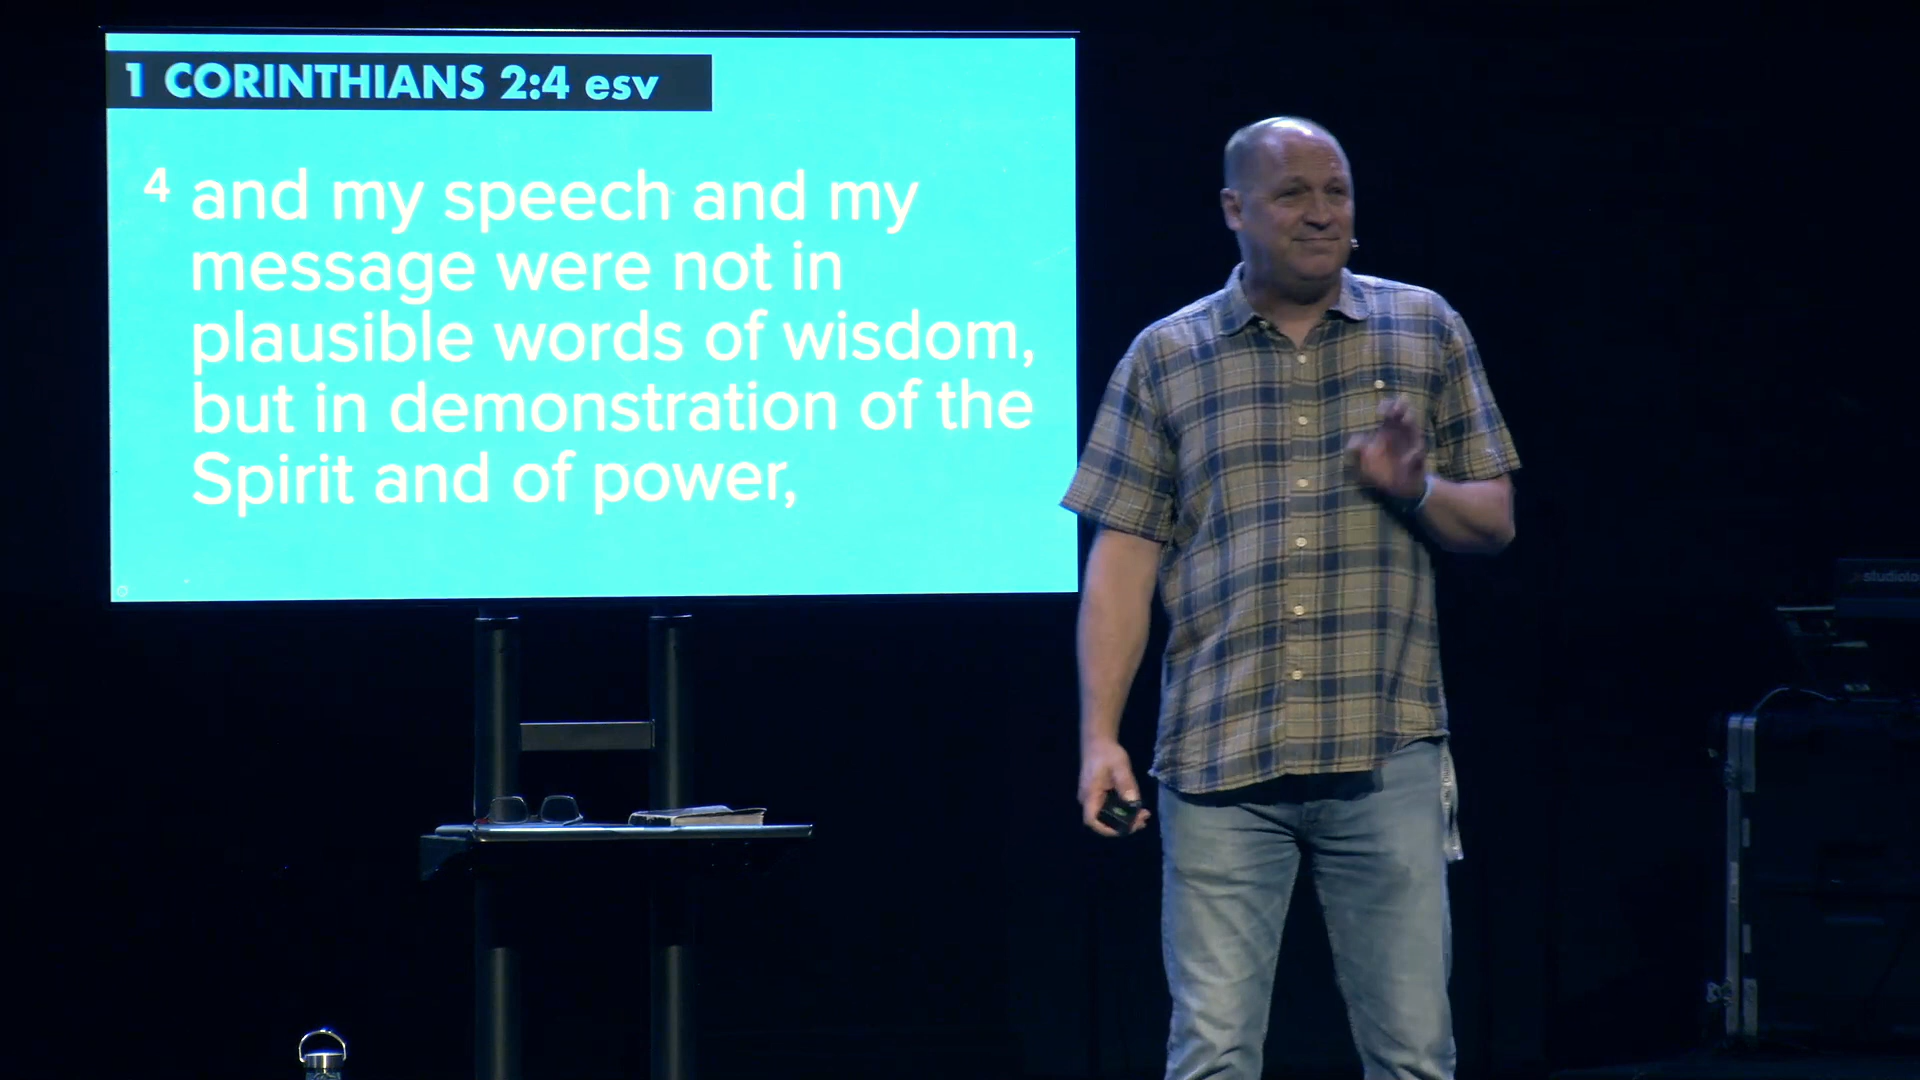 1 CORINTHIANS 2:4 esv
4 and my speech and my
message were not in
plausible words of wisdom,
but in demonstration of the
Spirit and of power,